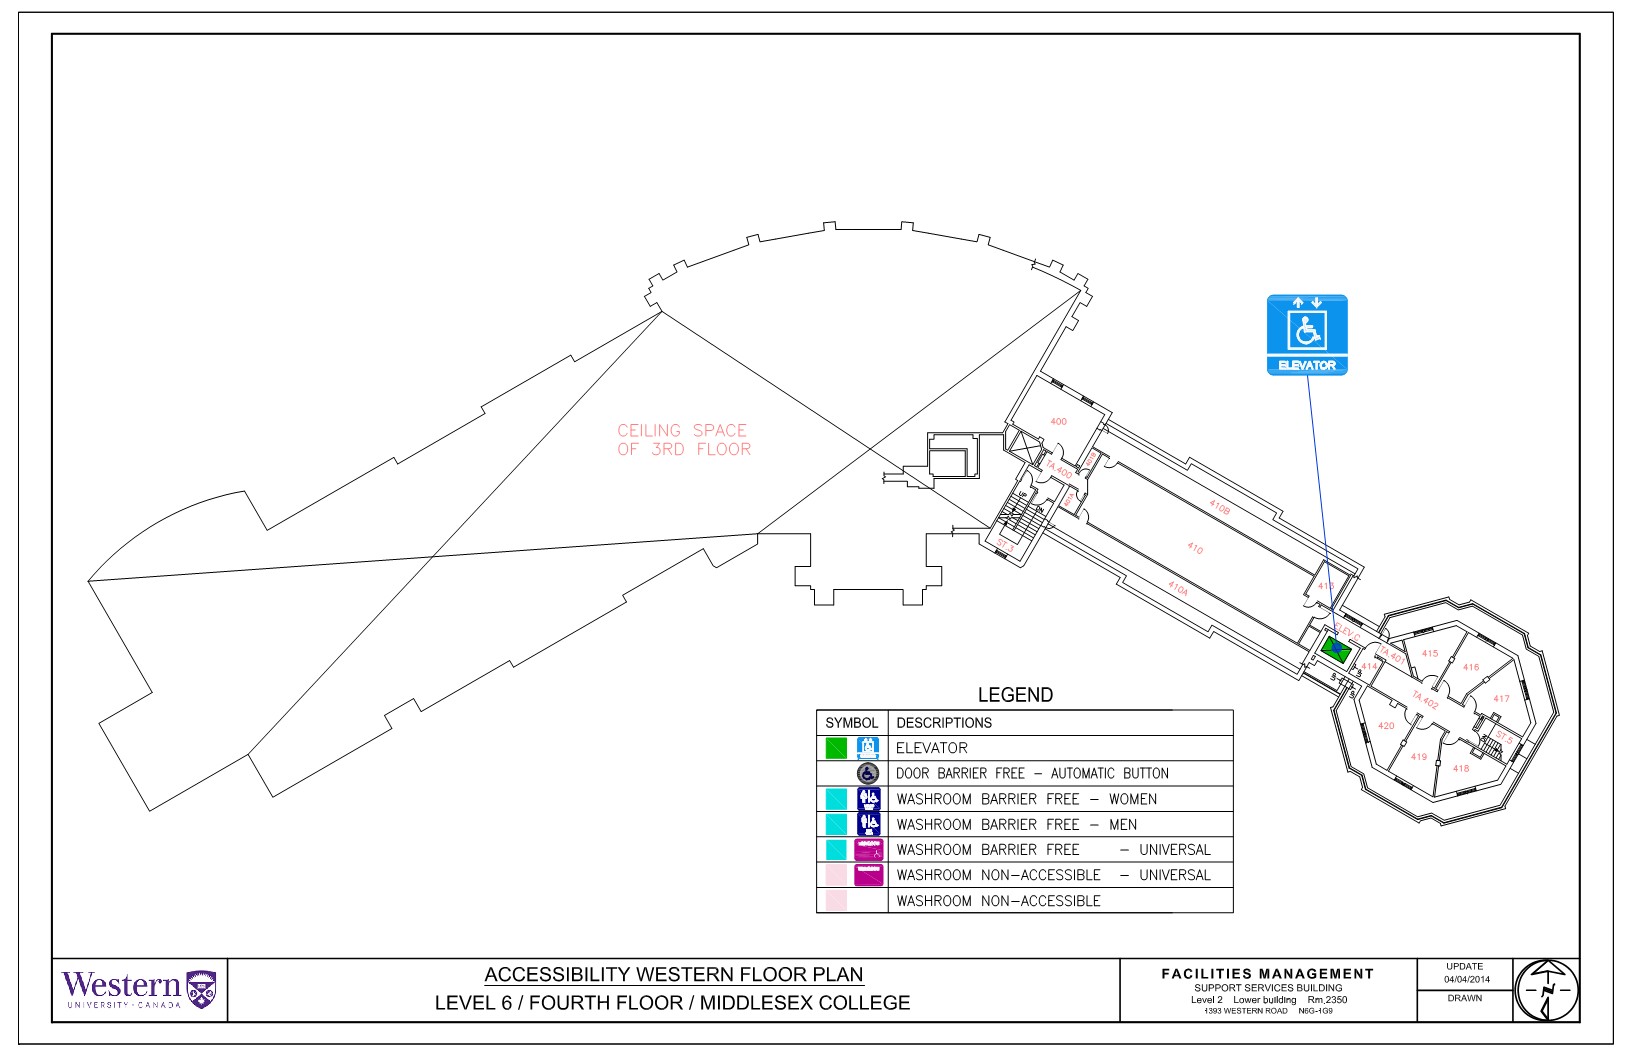 ELEVATOR
CEILING SPACE
OF 3RD FLOOR
400
TA.400
401B
401A
UP
DN.
ST.3
410B
410
410A
413
ELEV.C
414
TA.401
415
416
417
TA.402
420
419
418
ST.5
LEGEND
SYMBOL DESCRIPTIONS
ELEVATOR
DOOR BARRIER FREE - AUTOMATIC BUTTON
WASHROOM BARRIER FREE - WOMEN
WASHROOM BARRIER FREE - MEN
WASHROOM BARRIER FREE - UNIVERSAL
WASHROOM NON-ACCESSIBLE - UNIVERSAL
WASHROOM NON-ACCESSIBLE
Western
UNIVERSITY · CANADA
ACCESSIBILITY WESTERN FLOOR PLAN
LEVEL 6 / FOURTH FLOOR / MIDDLESEX COLLEGE
FACILITIES MANAGEMENT
SUPPORT SERVICES BUILDING
Level 2 Lower building Rm,2350
1393 WESTERN ROAD N6G-1G9
UPDATE
04/04/2014
DRAWN
N